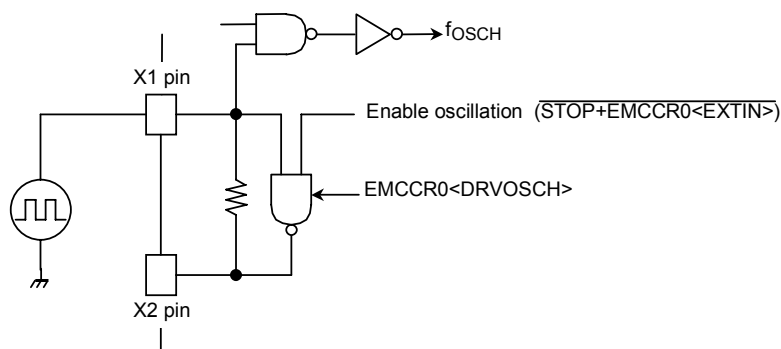 fOSCH
X1 pin
Enable oscillation (STOP+EMCCR0<EXTIN>)
EMCCR0<DRVOSCH>
X2 pin